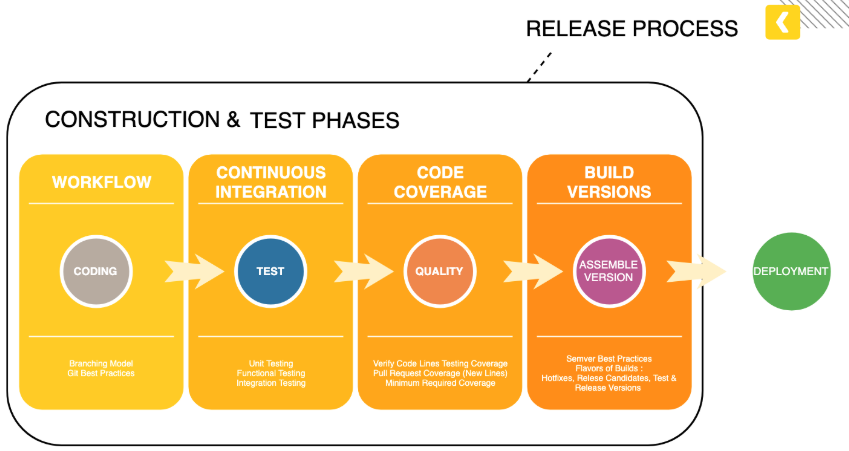 RELEASE PROCESS
CONSTRUCTION & TEST PHASES
WORKFLOW
CODING
Branching Model
Git Best Practices
CONTINUOUS
INTEGRATION
TEST
Unit Testing
Functional Testing
Integration Testing
CODE
COVERAGE
QUALITY
Verify Code Lines Testing Coverage
Pull Request Coverage (New Lines)
Minimum Required Coverage
BUILD
VERSIONS
ASSEMBLE
VERSION
Semver Best Practices
Flavors of Builds :
Hotfixes, Relese Candidates, Test &
Release Versions
DEPLOYMENT